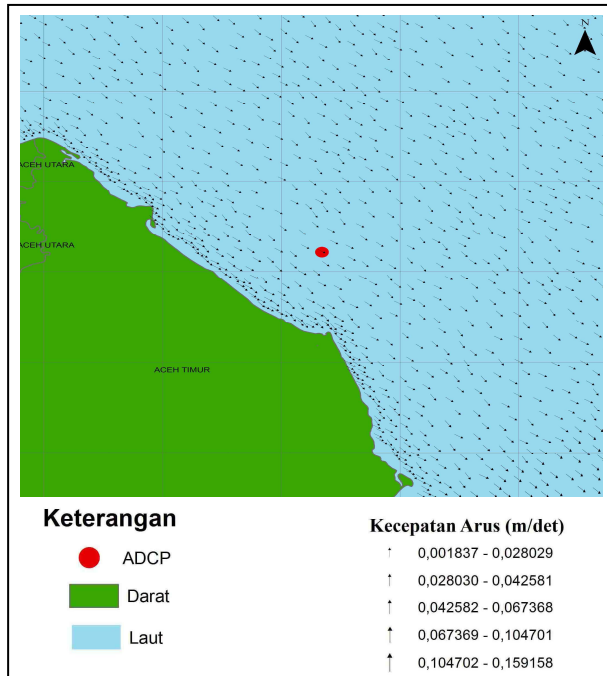 N
ACEH UTARA
ACEH UTARA
ACEH TIMUR
Keterangan
ADCP
Darat
Laut
Kecepatan Arus (m/det)
0,001837 - 0,028029
0,028030 - 0,042581
0,042582 - 0,067368
0,067369 - 0,104701
0,104702 - 0,159158